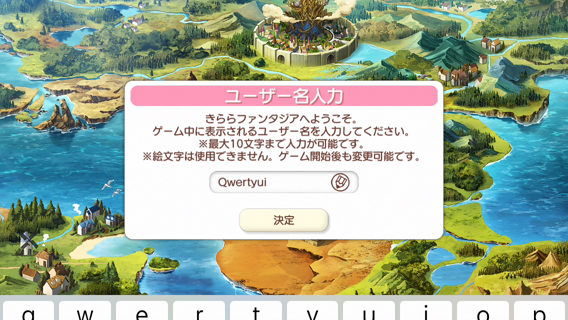 ユーザー名入力
きららファンタジアへようこそ。
ゲーム中に表示されるユーザー名を入力してください。
※最大10文字まで入力が可能です。
※絵文字は使用できません。ゲーム開始後も変更可能です。
Qwertyui
決定
q w e r t y u i o p